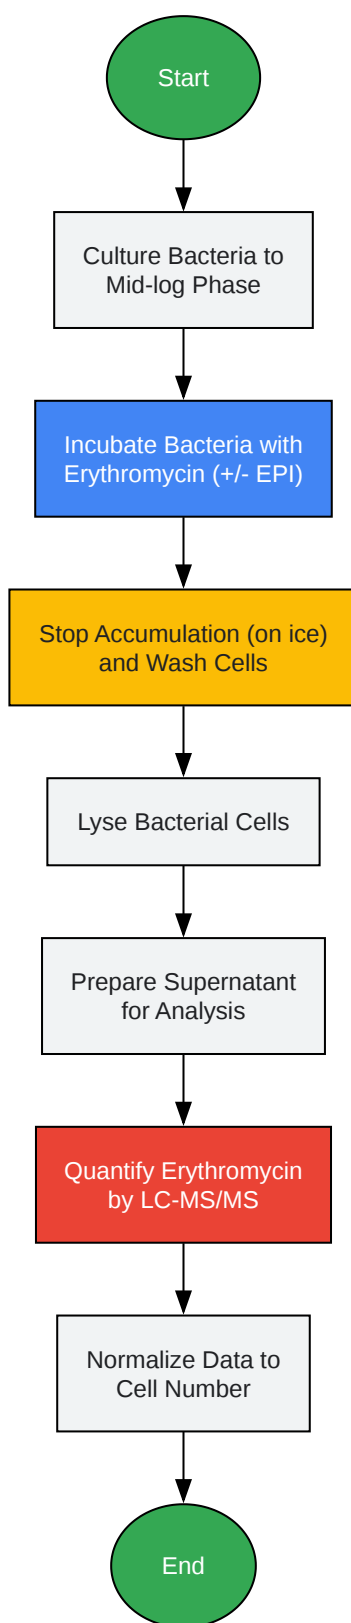 Start
Culture Bacteria to
Mid-log Phase
Incubate Bacteria with
Erythromycin (+/- EPI)
Stop Accumulation (on ice)
and Wash Cells
Lyse Bacterial Cells
Prepare Supernatant
for Analysis
Quantify Erythromycin
by LC-MS/MS
Normalize Data to
Cell Number
End